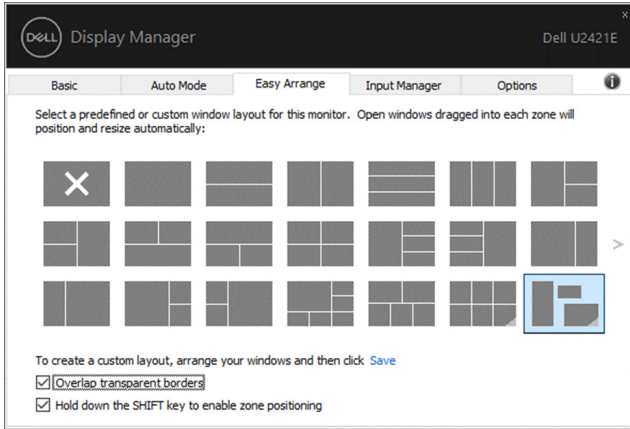 x
DELL Display Manager
Dell U2421E
Basic
Auto Mode
Easy Arrange
Input Manager
Options
i
Select a predefined or custom window layout for this monitor. Open windows dragged into each zone will
position and resize automatically:
>
To create a custom layout, arrange your windows and then click Save
Overlap transparent borders
Hold down the SHIFT key to enable zone positioning